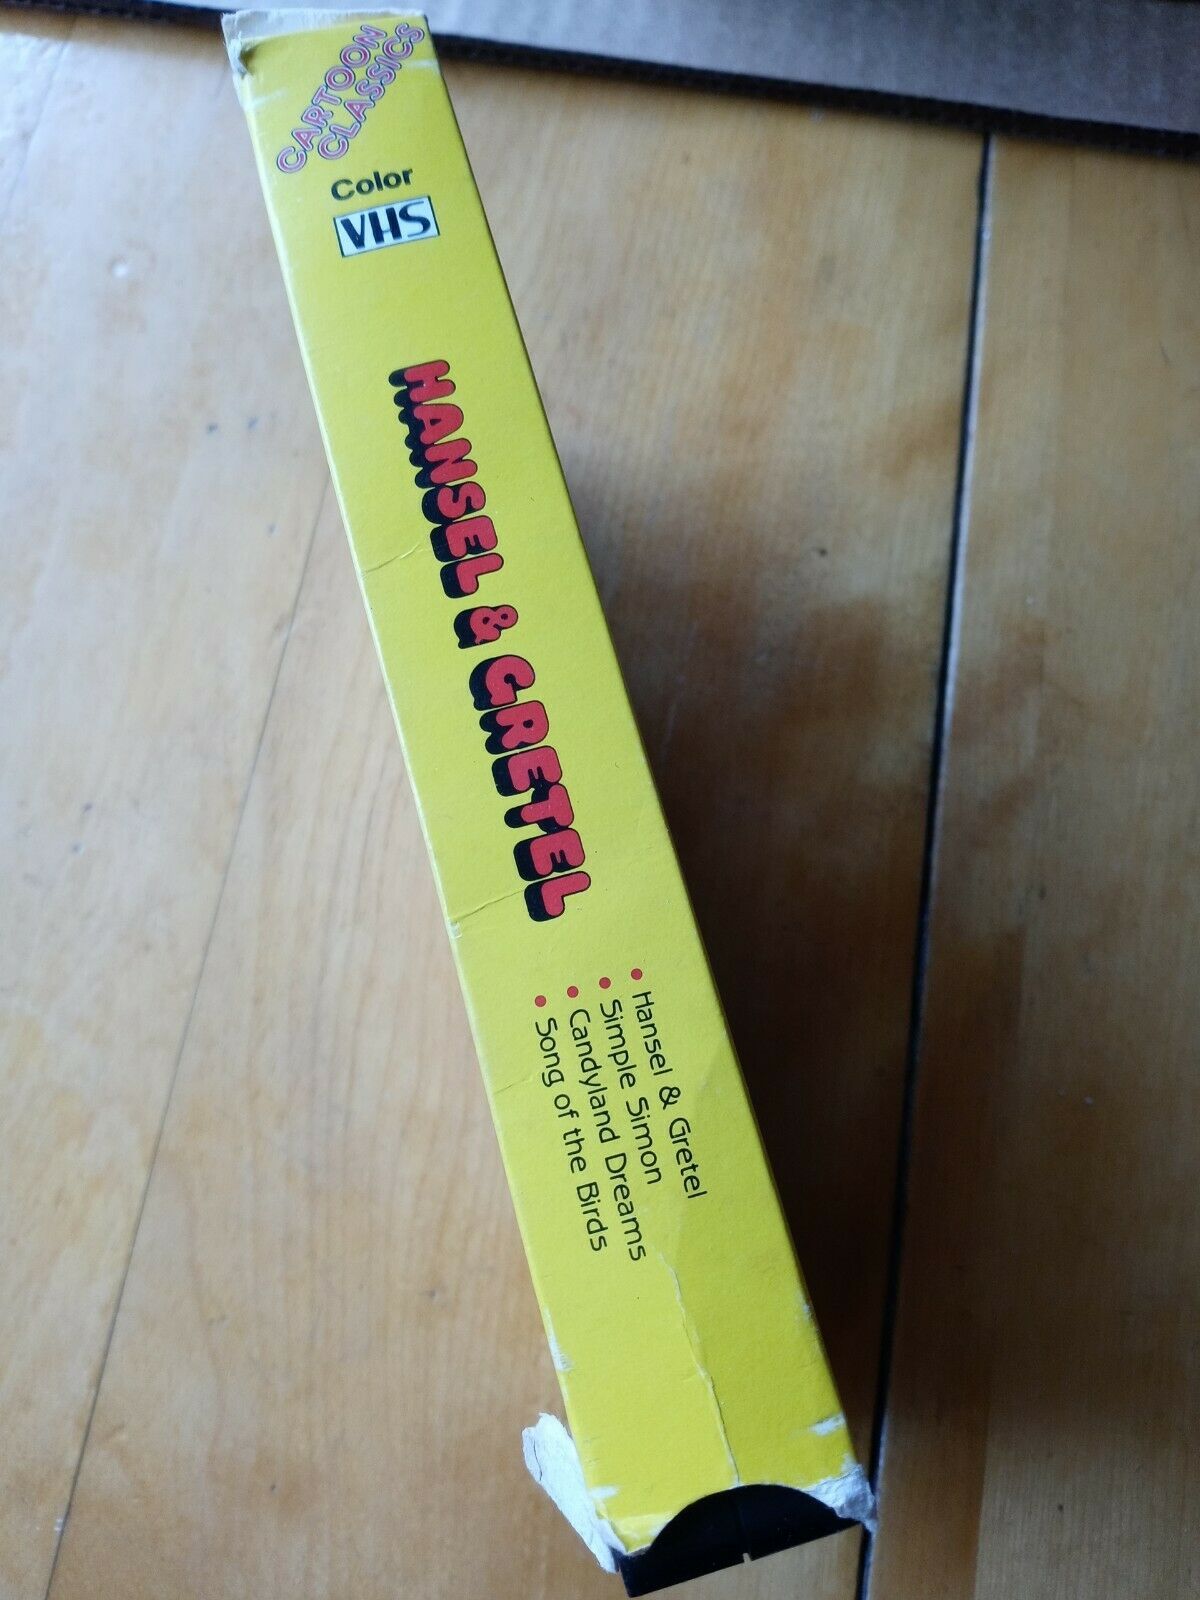 CARTOON
CLASSICS
Color
VHS
HANSEL & GRETEL
• Hansel & Gretel
• Simple Simon
• Candyland Dreams
• Song of the Birds